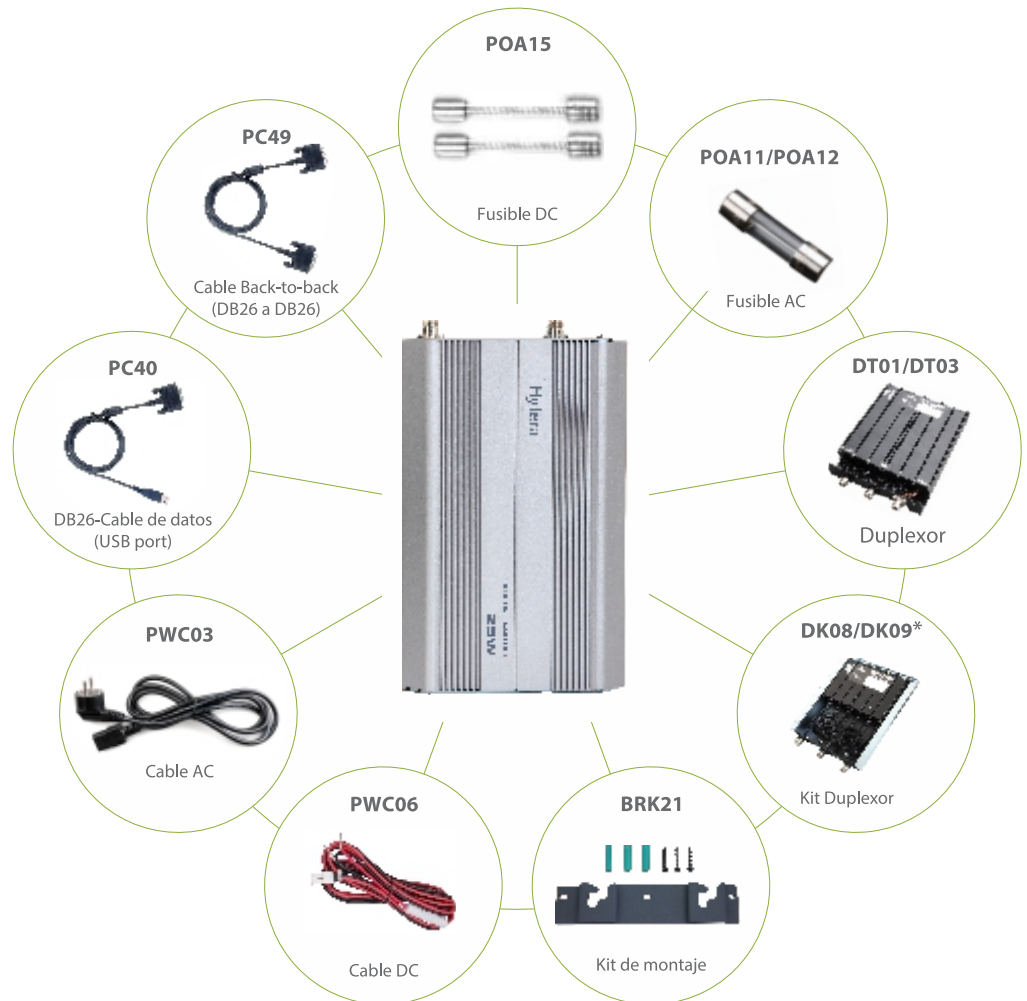 POA15
Fusible DC
PC49
Cable Back-to-back
(DB26 a DB26)
POA11/POA12
Fusible AC
PC40
DB26-Cable de datos
(USB port)
DT01/DT03
Duplexor
PWC03
Cable AC
DK08/DK09*
Kit Duplexor
PWC06
Cable DC
BRK21
Kit de montaje
Hytera